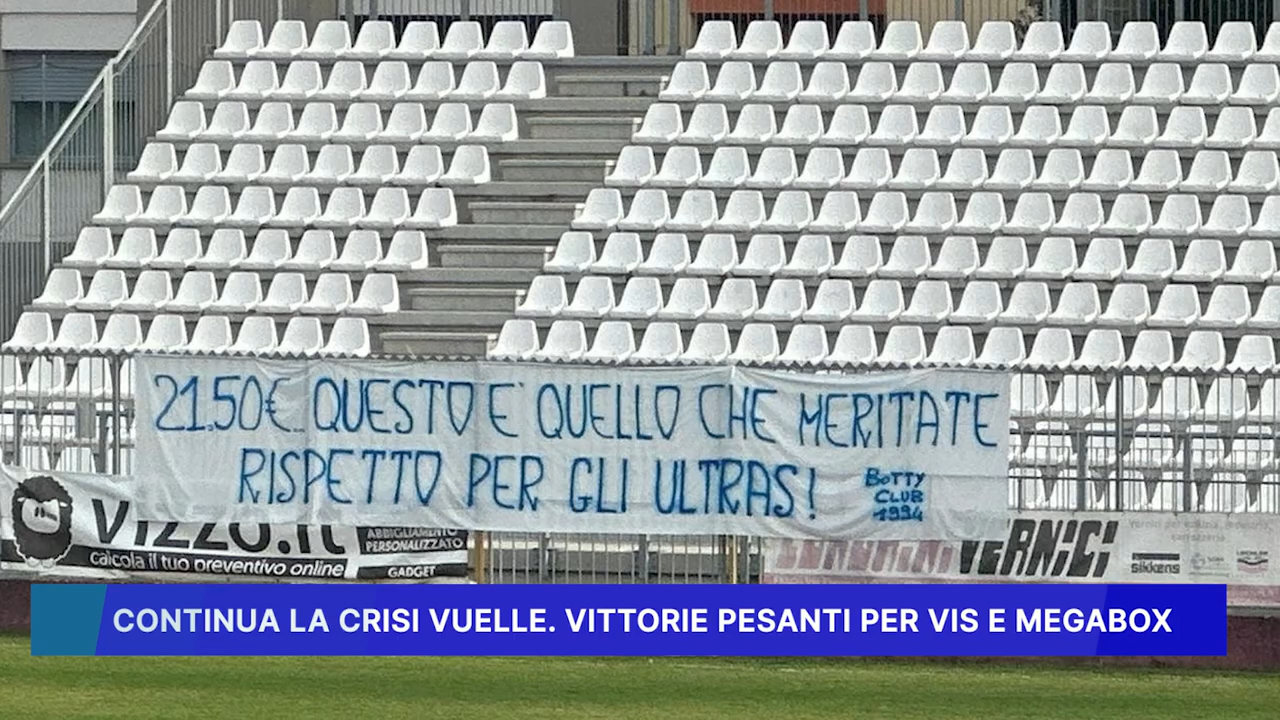 21.50€.. QUESTO E' QUELLO CHE MERITATE
RISPETTO PER GLI ULTRAS!
BOTTY
CLUB
1994
Vizzo.it
calcola il tuo preventivo online
ABBIGLIAMENTO
PERSONALIZZATO
GADGET
VERNICI
sikkens
CONTINUA LA CRISI VUELLE. VITTORIE PESANTI PER VIS E MEGABOX